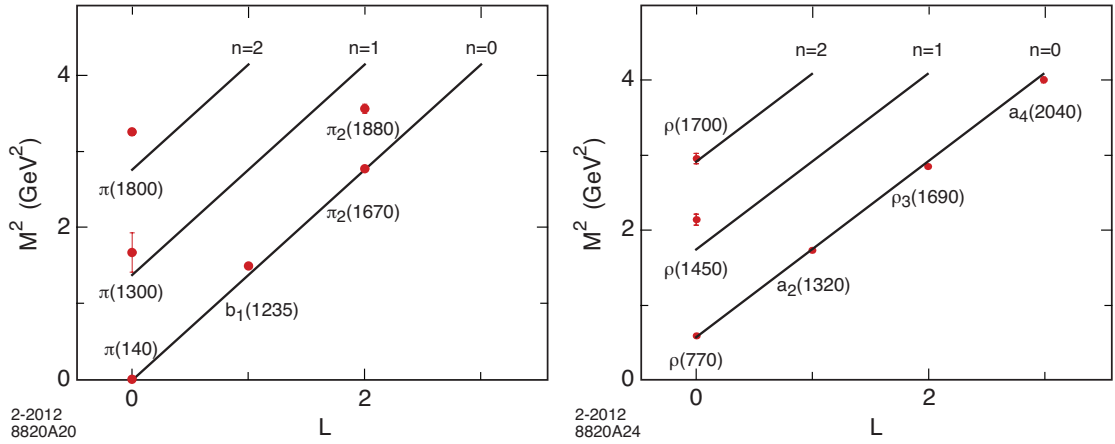 n=2
n=1
n=0
4
2
0
M² (GeV²)
π(1800)
π(1300)
π(140)
b₁(1235)
π₂(1880)
π₂(1670)
0
2
L
2-2012
8820A20
n=2
n=1
n=0
4
2
0
M² (GeV²)
ρ(1700)
ρ(1450)
ρ(770)
a₂(1320)
ρ₃(1690)
a₄(2040)
0
2
L
2-2012
8820A24